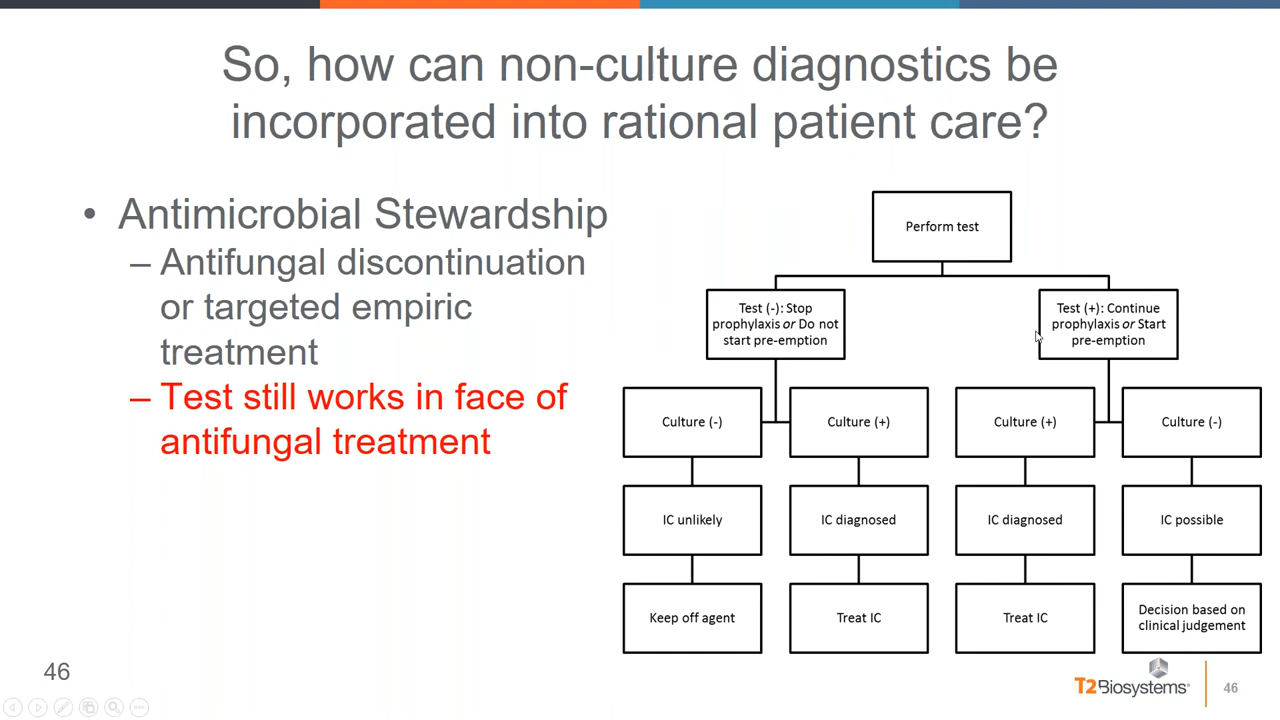 So, how can non-culture diagnostics be
incorporated into rational patient care?
• Antimicrobial Stewardship
– Antifungal discontinuation
or targeted empiric
treatment
– Test still works in face of
antifungal treatment
Perform test
Test (-): Stop
prophylaxis or Do not
start pre-emption
Test (+): Continue
prophylaxis or Start
pre-emption
Culture (-)
Culture (+)
Culture (+)
Culture (-)
IC unlikely
IC diagnosed
IC diagnosed
IC possible
Keep off agent
Treat IC
Treat IC
Decision based on
clinical judgement
46
T2Biosystems®
46